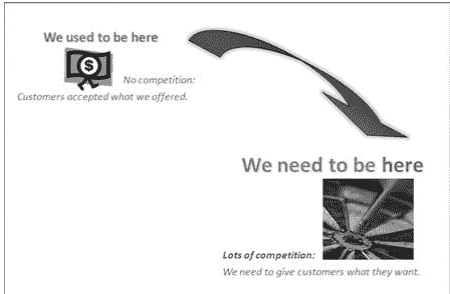 We used to be here
$
No competition:
Customers accepted what we offered.
We need to be here
Lots of competition:
We need to give customers what they want.